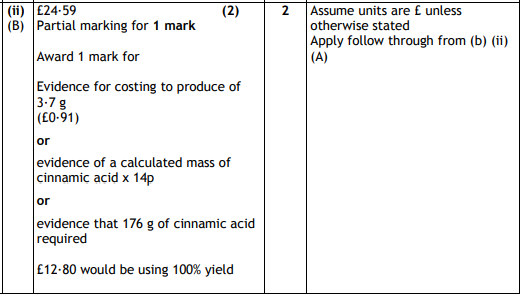 (ii) £24·59 (2) 2 Assume units are £ unless
(B) Partial marking for 1 mark otherwise stated
Apply follow through from (b) (ii)
Award 1 mark for (A)
Evidence for costing to produce of
3·7 g
(£0·91)
or
evidence of a calculated mass of
cinnamic acid x 14p
or
evidence that 176 g of cinnamic acid
required
£12·80 would be using 100% yield